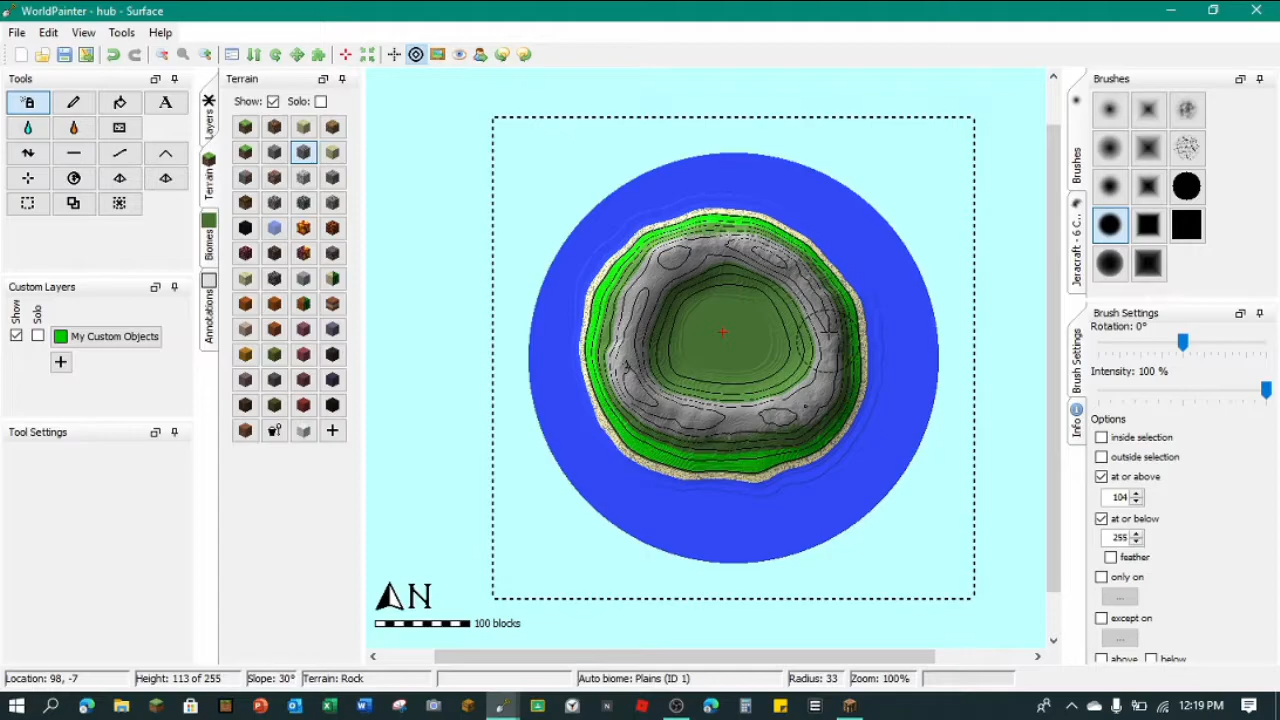 WorldPainter - hub - Surface
File Edit View Tools Help
Tools
Terrain
Brushes
Show: Solo:
Layers
Terrain
Biomes
Annotations
Custom Layers
Show
Solo
My Custom Objects
Tool Settings
Brushes
Jeracraft - 6 C...
Brush Settings
Info
Brush Settings
Rotation: 0°
Intensity: 100 %
Options
inside selection
outside selection
at or above
104
at or below
255
feather
only on
...
except on
...
above below
N
100 blocks
Location: 98, -7 Height: 113 of 255 Slope: 30° Terrain: Rock Auto biome: Plains (ID 1) Radius: 33 Zoom: 100%
12:19 PM